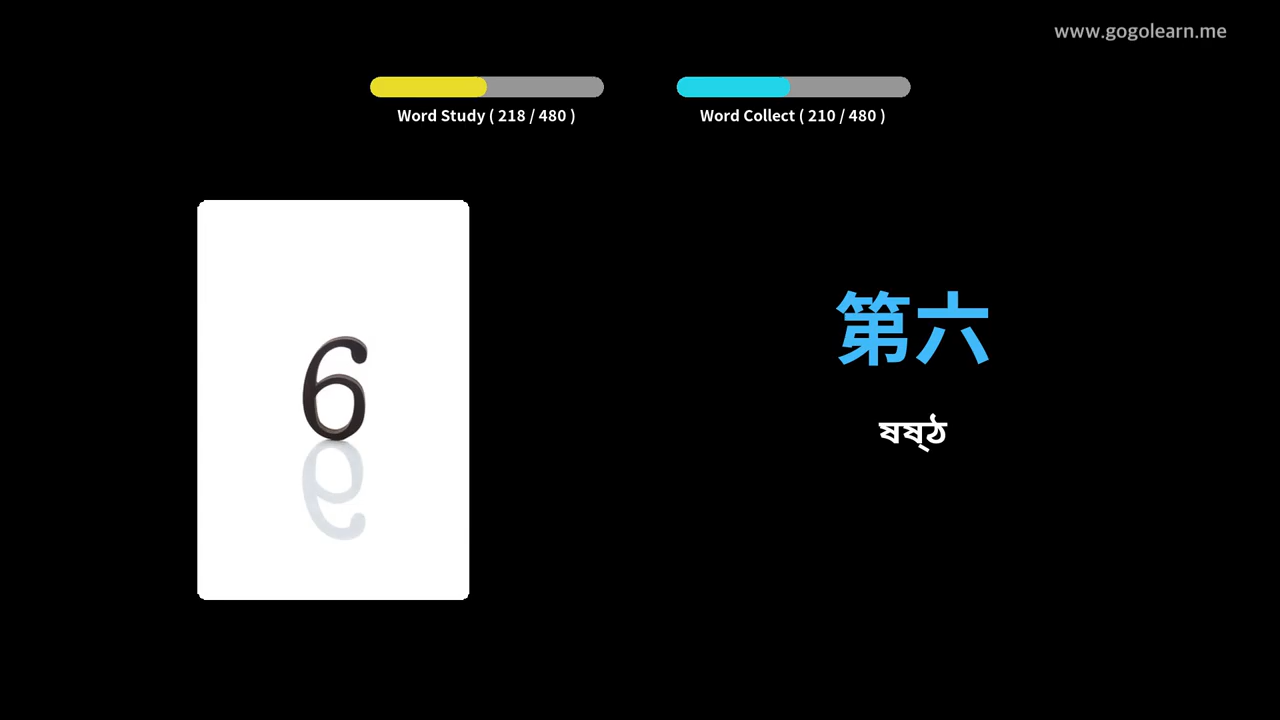 www.gogolearn.me
Word Study ( 218 / 480 )
Word Collect ( 210 / 480 )
6
第六
ষষ্ঠ